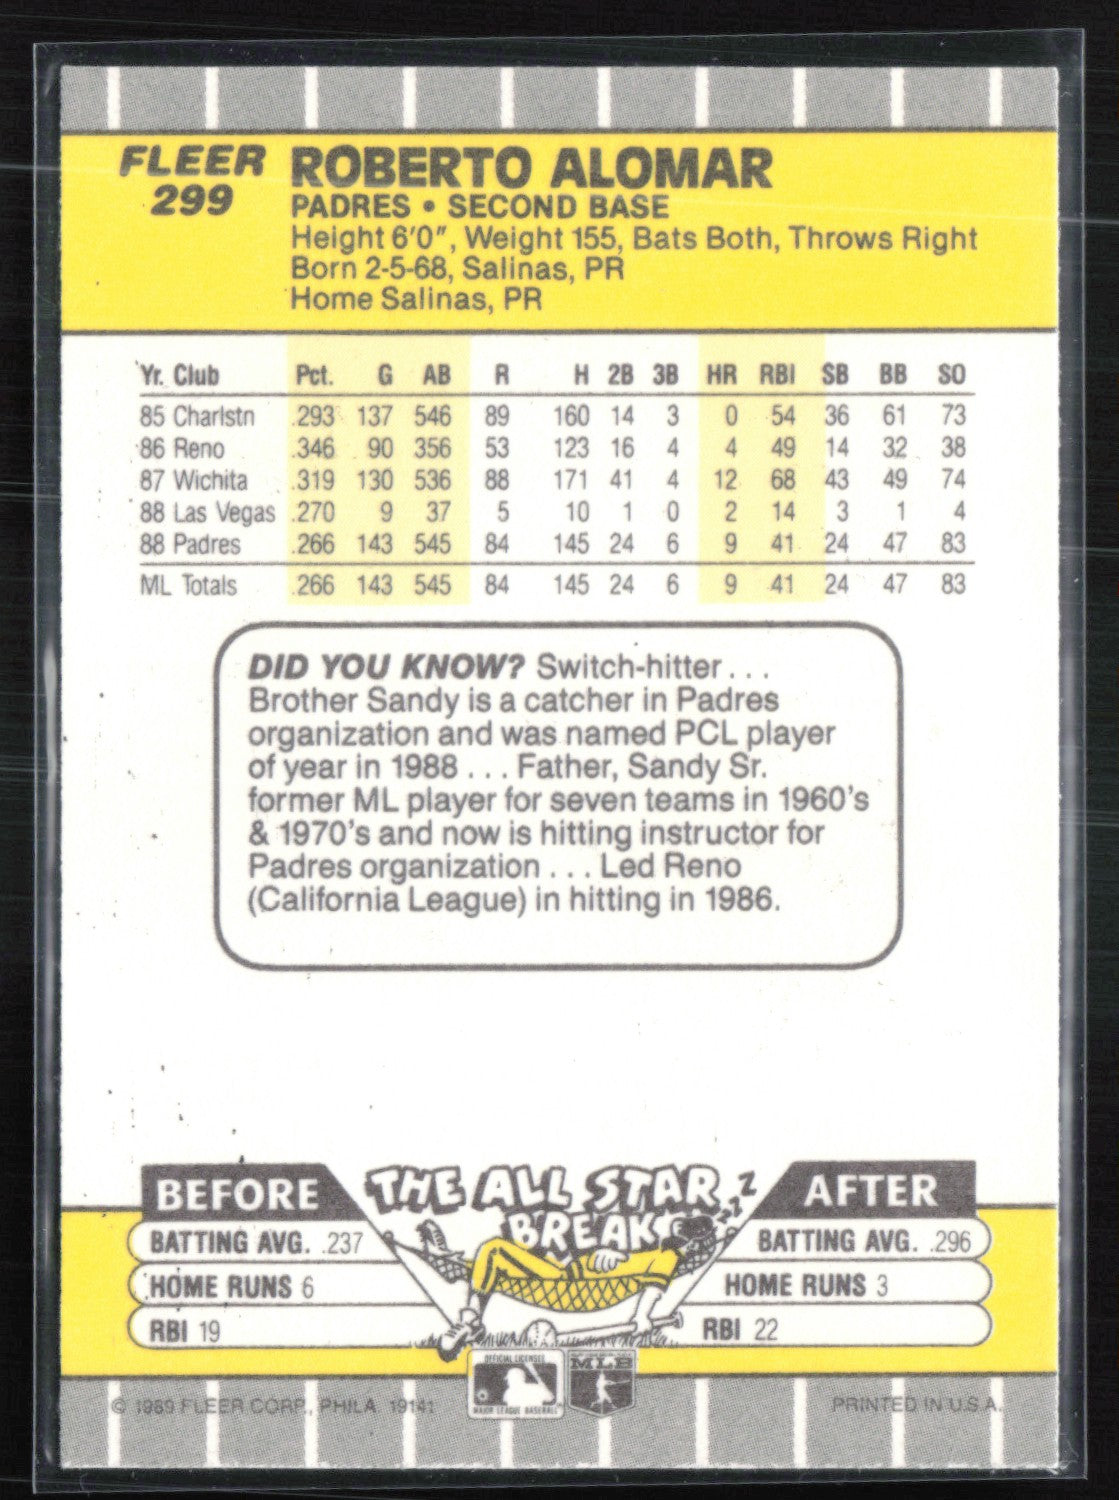 FLEER
299
ROBERTO ALOMAR
PADRES • SECOND BASE
Height 6'0", Weight 155, Bats Both, Throws Right
Born 2-5-68, Salinas, PR
Home Salinas, PR
Yr. Club Pct. G AB R H 2B 3B HR RBI SB BB SO
85 Charlstn .293 137 546 89 160 14 3 0 54 36 61 73
86 Reno .346 90 356 53 123 16 4 4 49 14 32 38
87 Wichita .319 130 536 88 171 41 4 12 68 43 49 74
88 Las Vegas .270 9 37 5 10 1 0 2 14 3 1 4
88 Padres .266 143 545 84 145 24 6 9 41 24 47 83
ML Totals .266 143 545 84 145 24 6 9 41 24 47 83
DID YOU KNOW? Switch-hitter . . .
Brother Sandy is a catcher in Padres
organization and was named PCL player
of year in 1988 . . . Father, Sandy Sr.
former ML player for seven teams in 1960's
& 1970's and now is hitting instructor for
Padres organization . . . Led Reno
(California League) in hitting in 1986.
BEFORE
THE ALL STAR
BREAK
ZZZ
AFTER
BATTING AVG. .237
HOME RUNS 6
RBI 19
BATTING AVG. .296
HOME RUNS 3
RBI 22
OFFICIAL LICENSEE
MAJOR LEAGUE BASEBALL
MLB
© 1989 FLEER CORP., PHILA. 19141
PRINTED IN U.S.A.